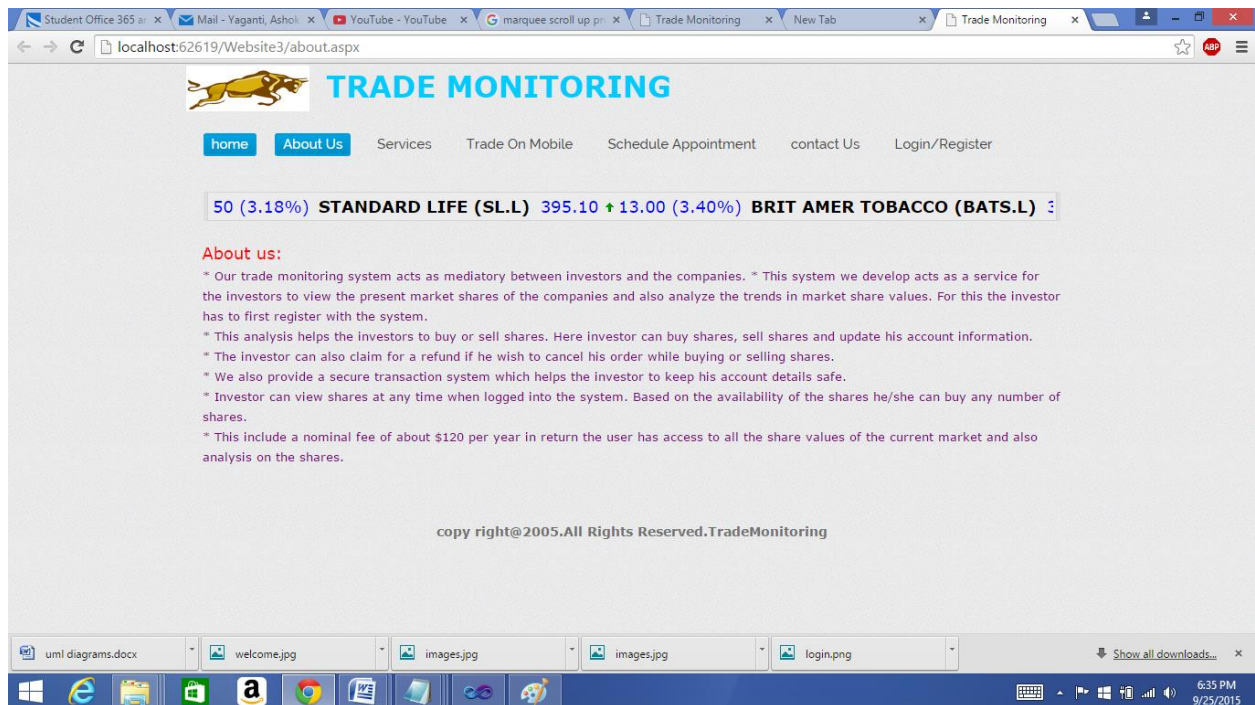 Student Office 365 ar
Mail - Yaganti, Ashok
YouTube - YouTube
marquee scroll up pr
Trade Monitoring
New Tab
Trade Monitoring
localhost:62619/Website3/about.aspx
ABP
TRADE MONITORING
home About Us Services Trade On Mobile Schedule Appointment contact Us Login/Register
50 (3.18%) STANDARD LIFE (SL.L) 395.10 13.00 (3.40%) BRIT AMER TOBACCO (BATS.L)
About us:
* Our trade monitoring system acts as mediatory between investors and the companies. * This system we develop acts as a service for
the investors to view the present market shares of the companies and also analyze the trends in market share values. For this the investor
has to first register with the system.
* This analysis helps the investors to buy or sell shares. Here investor can buy shares, sell shares and update his account information.
* The investor can also claim for a refund if he wish to cancel his order while buying or selling shares.
* We also provide a secure transaction system which helps the investor to keep his account details safe.
* Investor can view shares at any time when logged into the system. Based on the availability of the shares he/she can buy any number of
shares.
* This include a nominal fee of about $120 per year in return the user has access to all the share values of the current market and also
analysis on the shares.
copy right@2005.All Rights Reserved.TradeMonitoring
uml diagrams.docx welcome.jpg images.jpg images.jpg login.png Show all downloads...
6:35 PM
9/25/2015